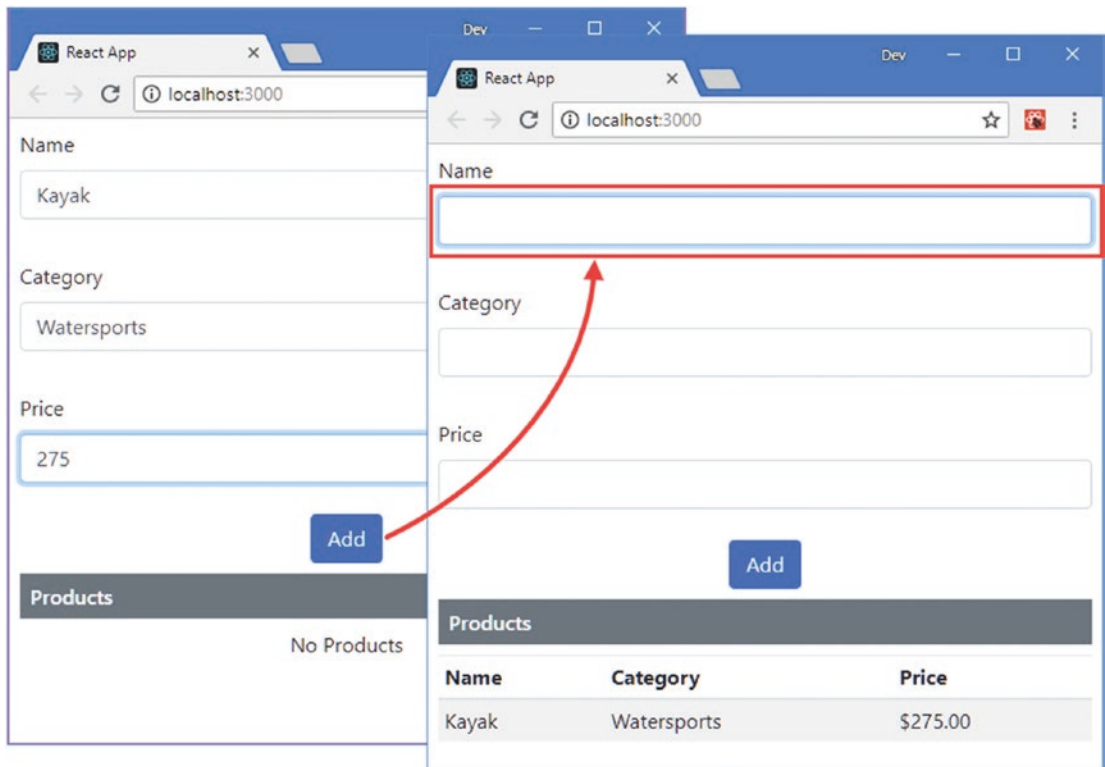 Dev
React App
localhost:3000
Name
Kayak
Category
Watersports
Price
275
Add
Products
No Products
Dev
React App
localhost:3000
Name
Category
Price
Add
Products
Name Category Price
Kayak Watersports $275.00